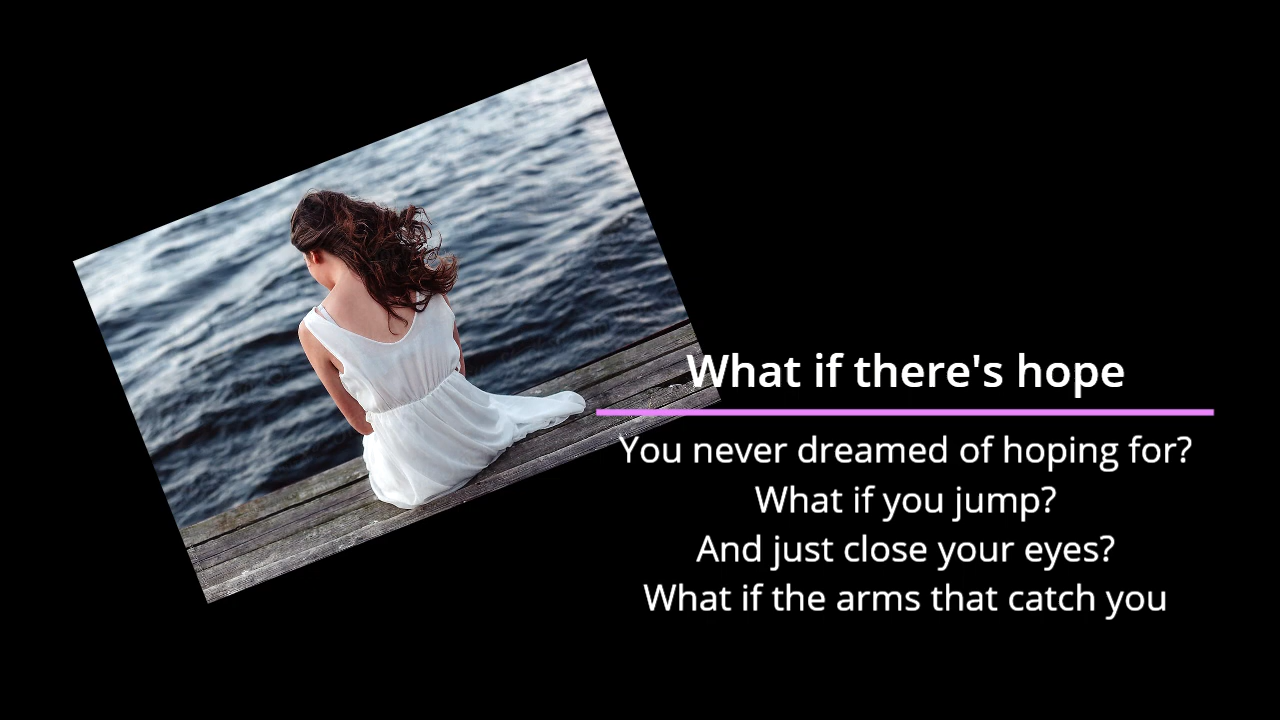 What if there's hope
You never dreamed of hoping for?
What if you jump?
And just close your eyes?
What if the arms that catch you